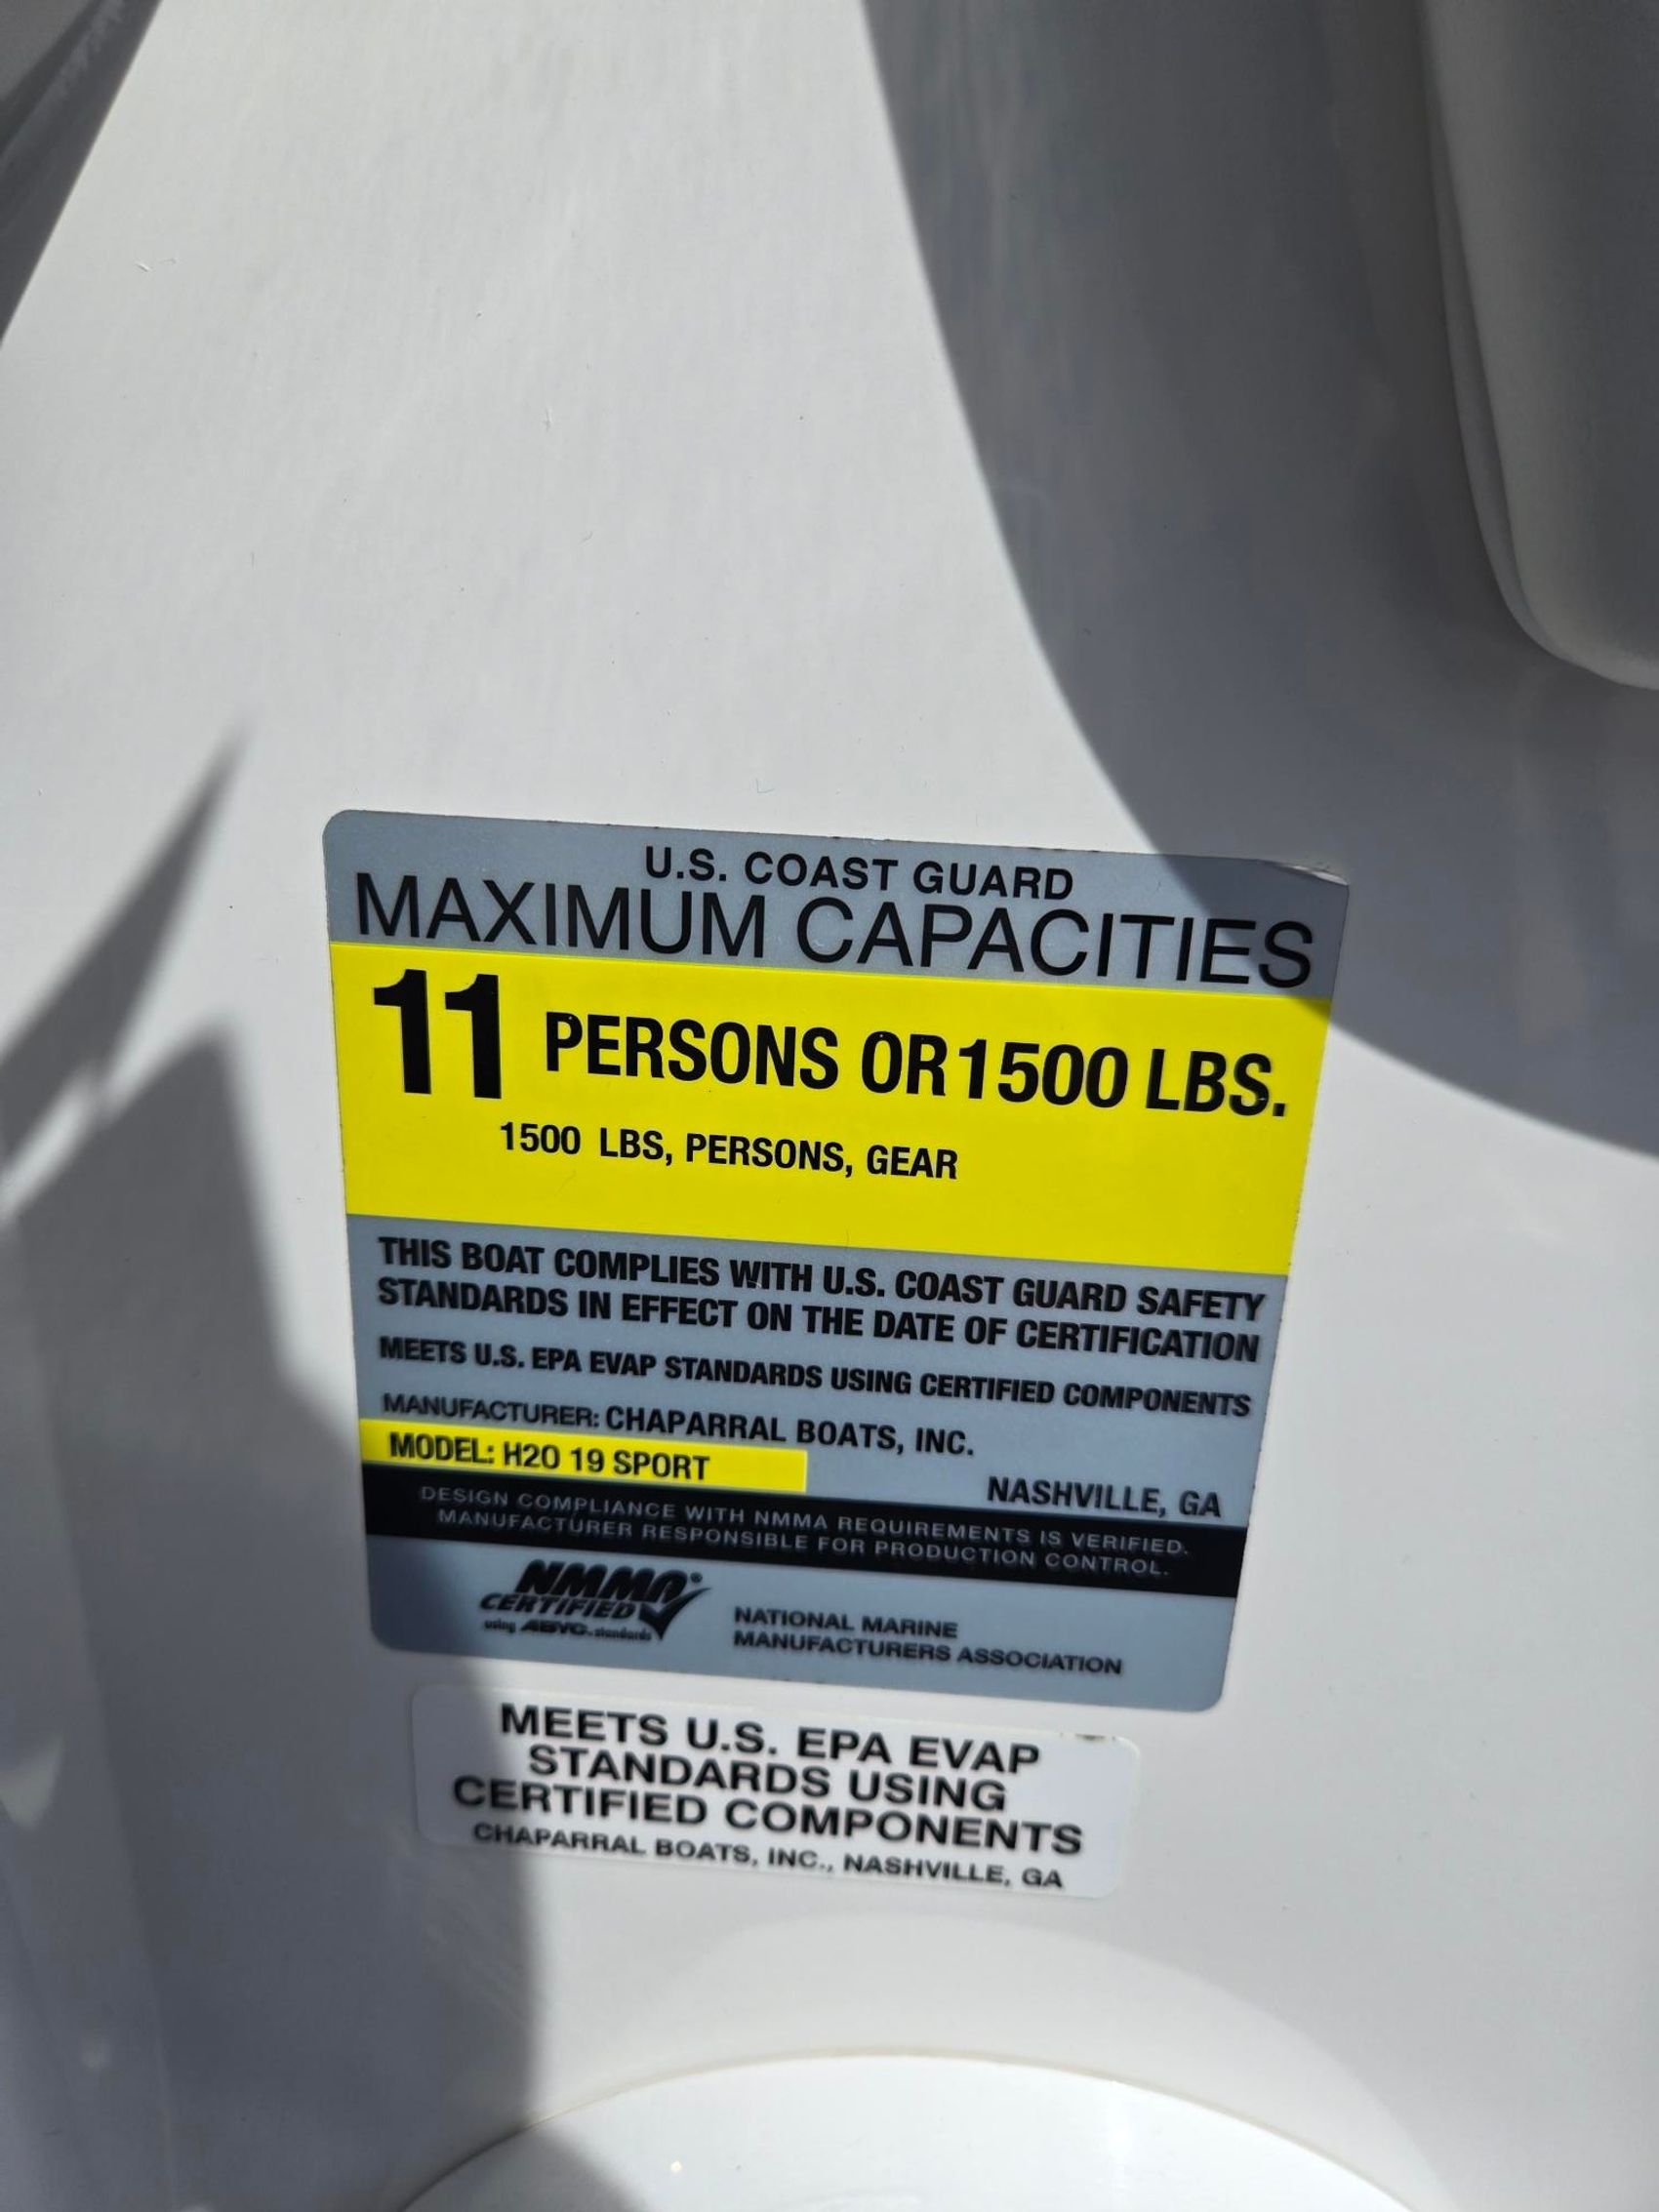 U.S. COAST GUARD
MAXIMUM CAPACITIES
11 PERSONS OR 1500 LBS.
1500 LBS, PERSONS, GEAR
THIS BOAT COMPLIES WITH U.S. COAST GUARD SAFETY
STANDARDS IN EFFECT ON THE DATE OF CERTIFICATION
MEETS U.S. EPA EVAP STANDARDS USING CERTIFIED COMPONENTS
MANUFACTURER: CHAPARRAL BOATS, INC.
MODEL: H2O 19 SPORT
NASHVILLE, GA
DESIGN COMPLIANCE WITH NMMA REQUIREMENTS IS VERIFIED.
MANUFACTURER RESPONSIBLE FOR PRODUCTION CONTROL.
NMMA®
CERTIFIED
using ABYC standards
NATIONAL MARINE
MANUFACTURERS ASSOCIATION
MEETS U.S. EPA EVAP
STANDARDS USING
CERTIFIED COMPONENTS
CHAPARRAL BOATS, INC., NASHVILLE, GA